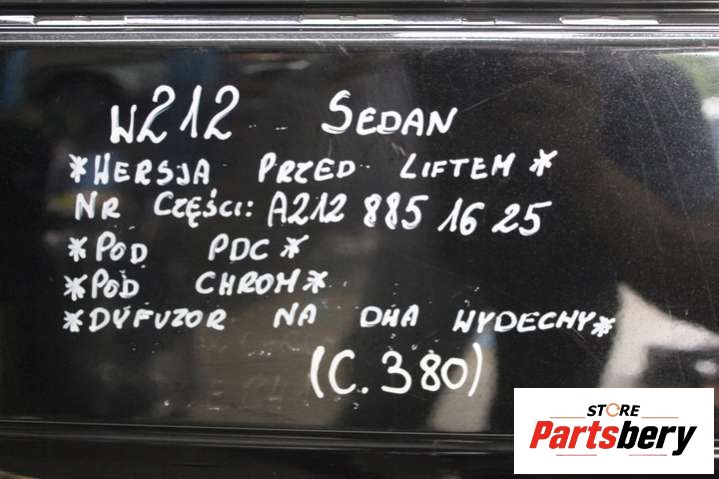 W212 SEDAN
*WERSJA PRZED LIFTEM*
NR CZĘŚCI: A212 885 16 25
*POD PDC*
*POD CHROM*
*DYFUZOR NA DWA WYDECHY*
(C. 380)
STORE
Partsbery